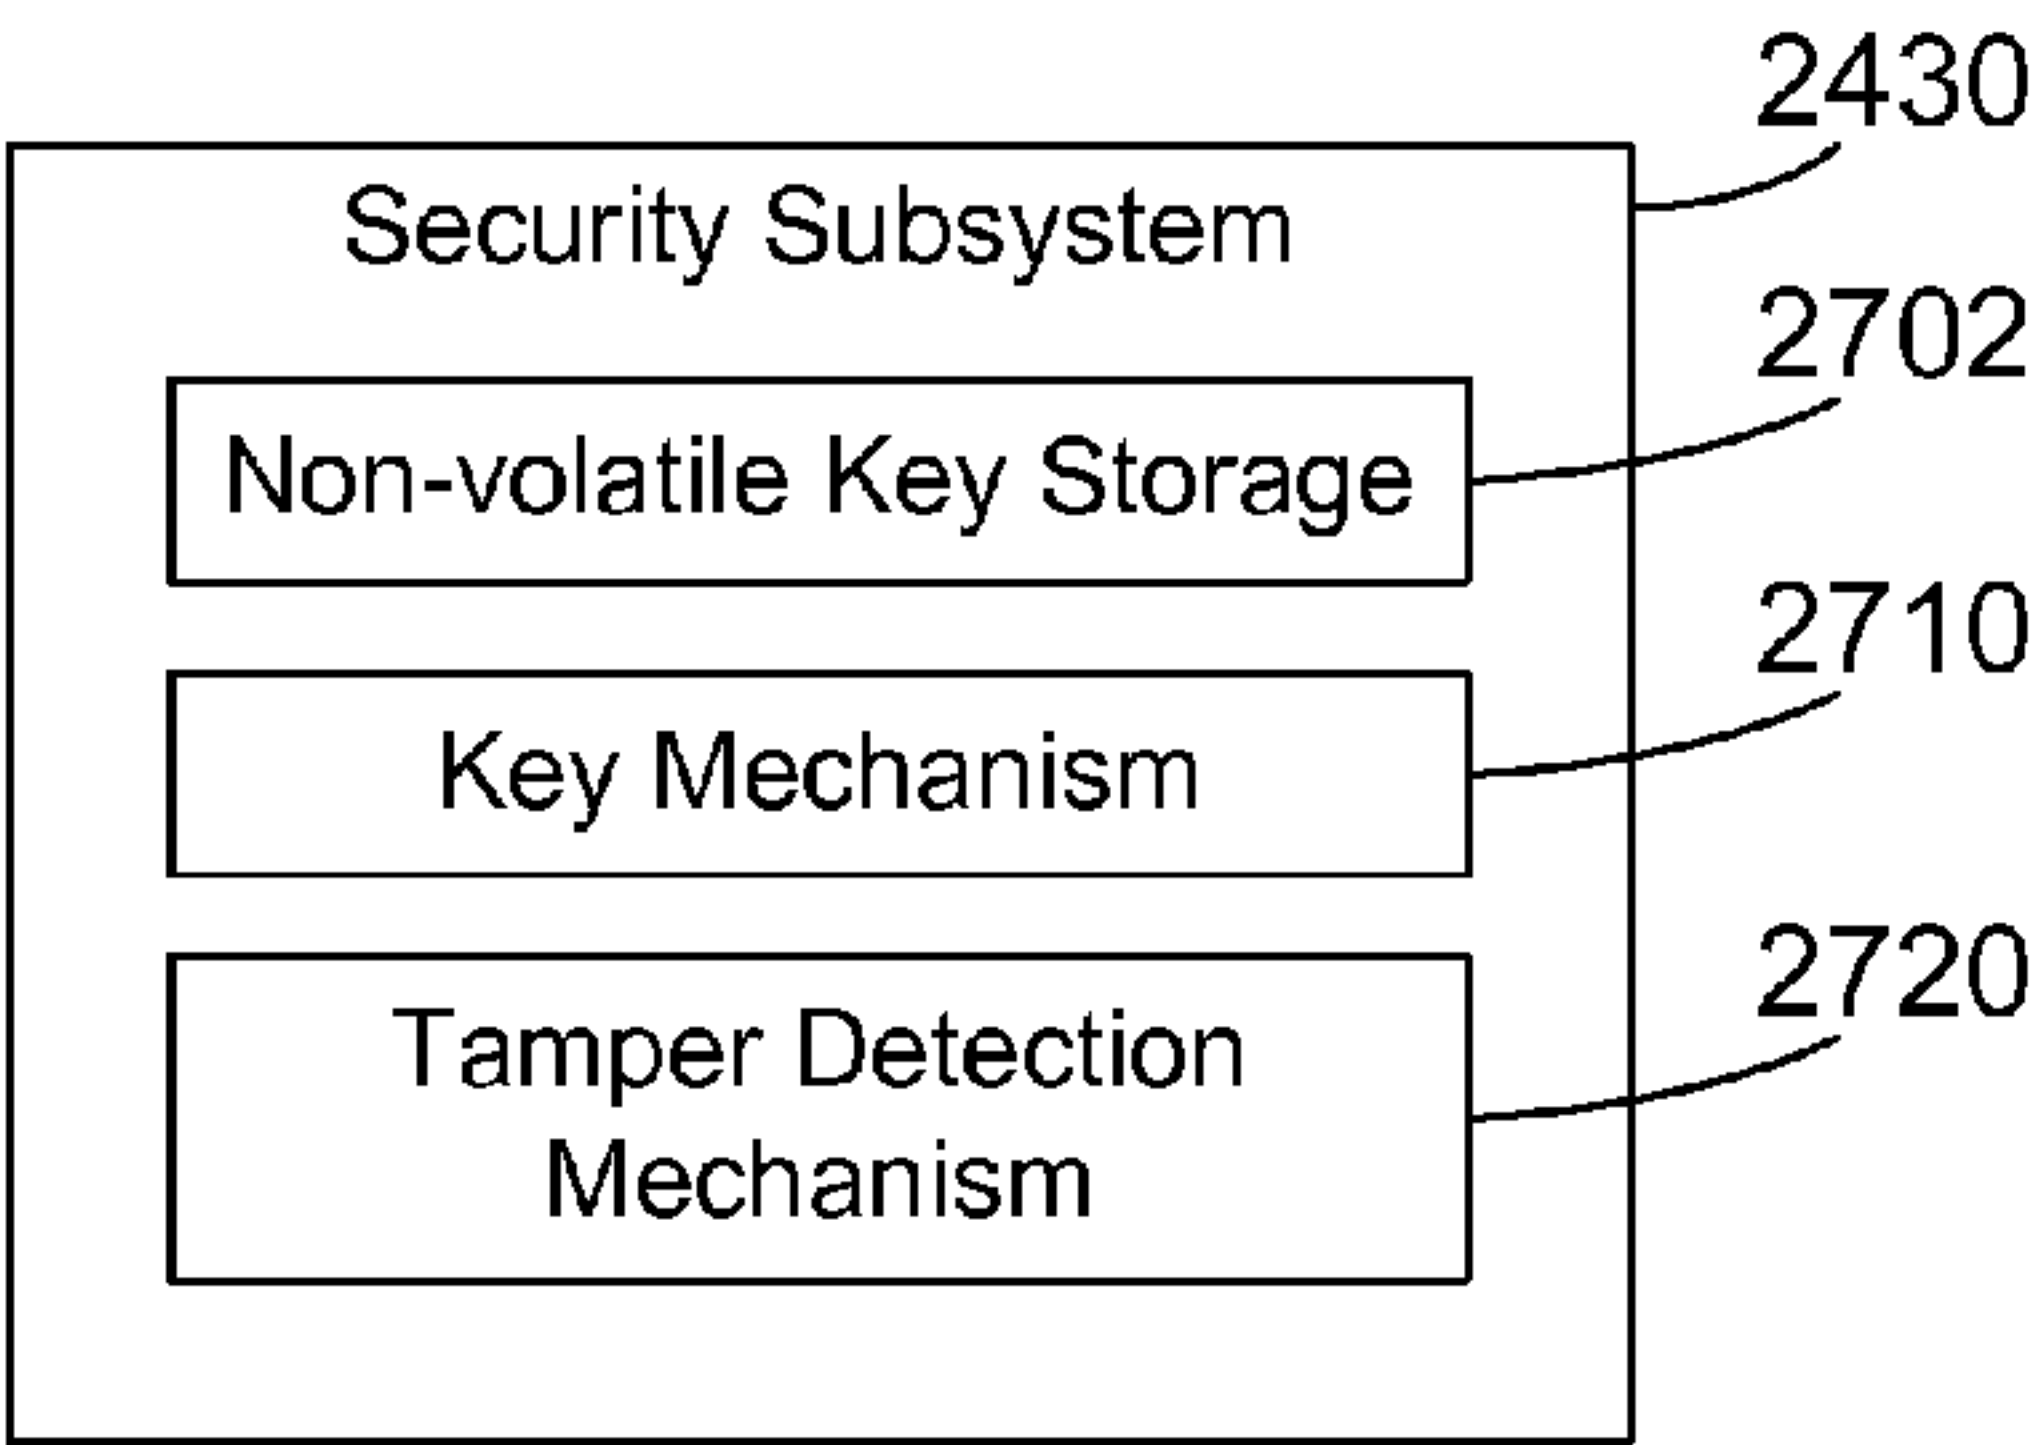 2430
Security Subsystem
2702
Non-volatile Key Storage
2710
Key Mechanism
2720
Tamper Detection
Mechanism